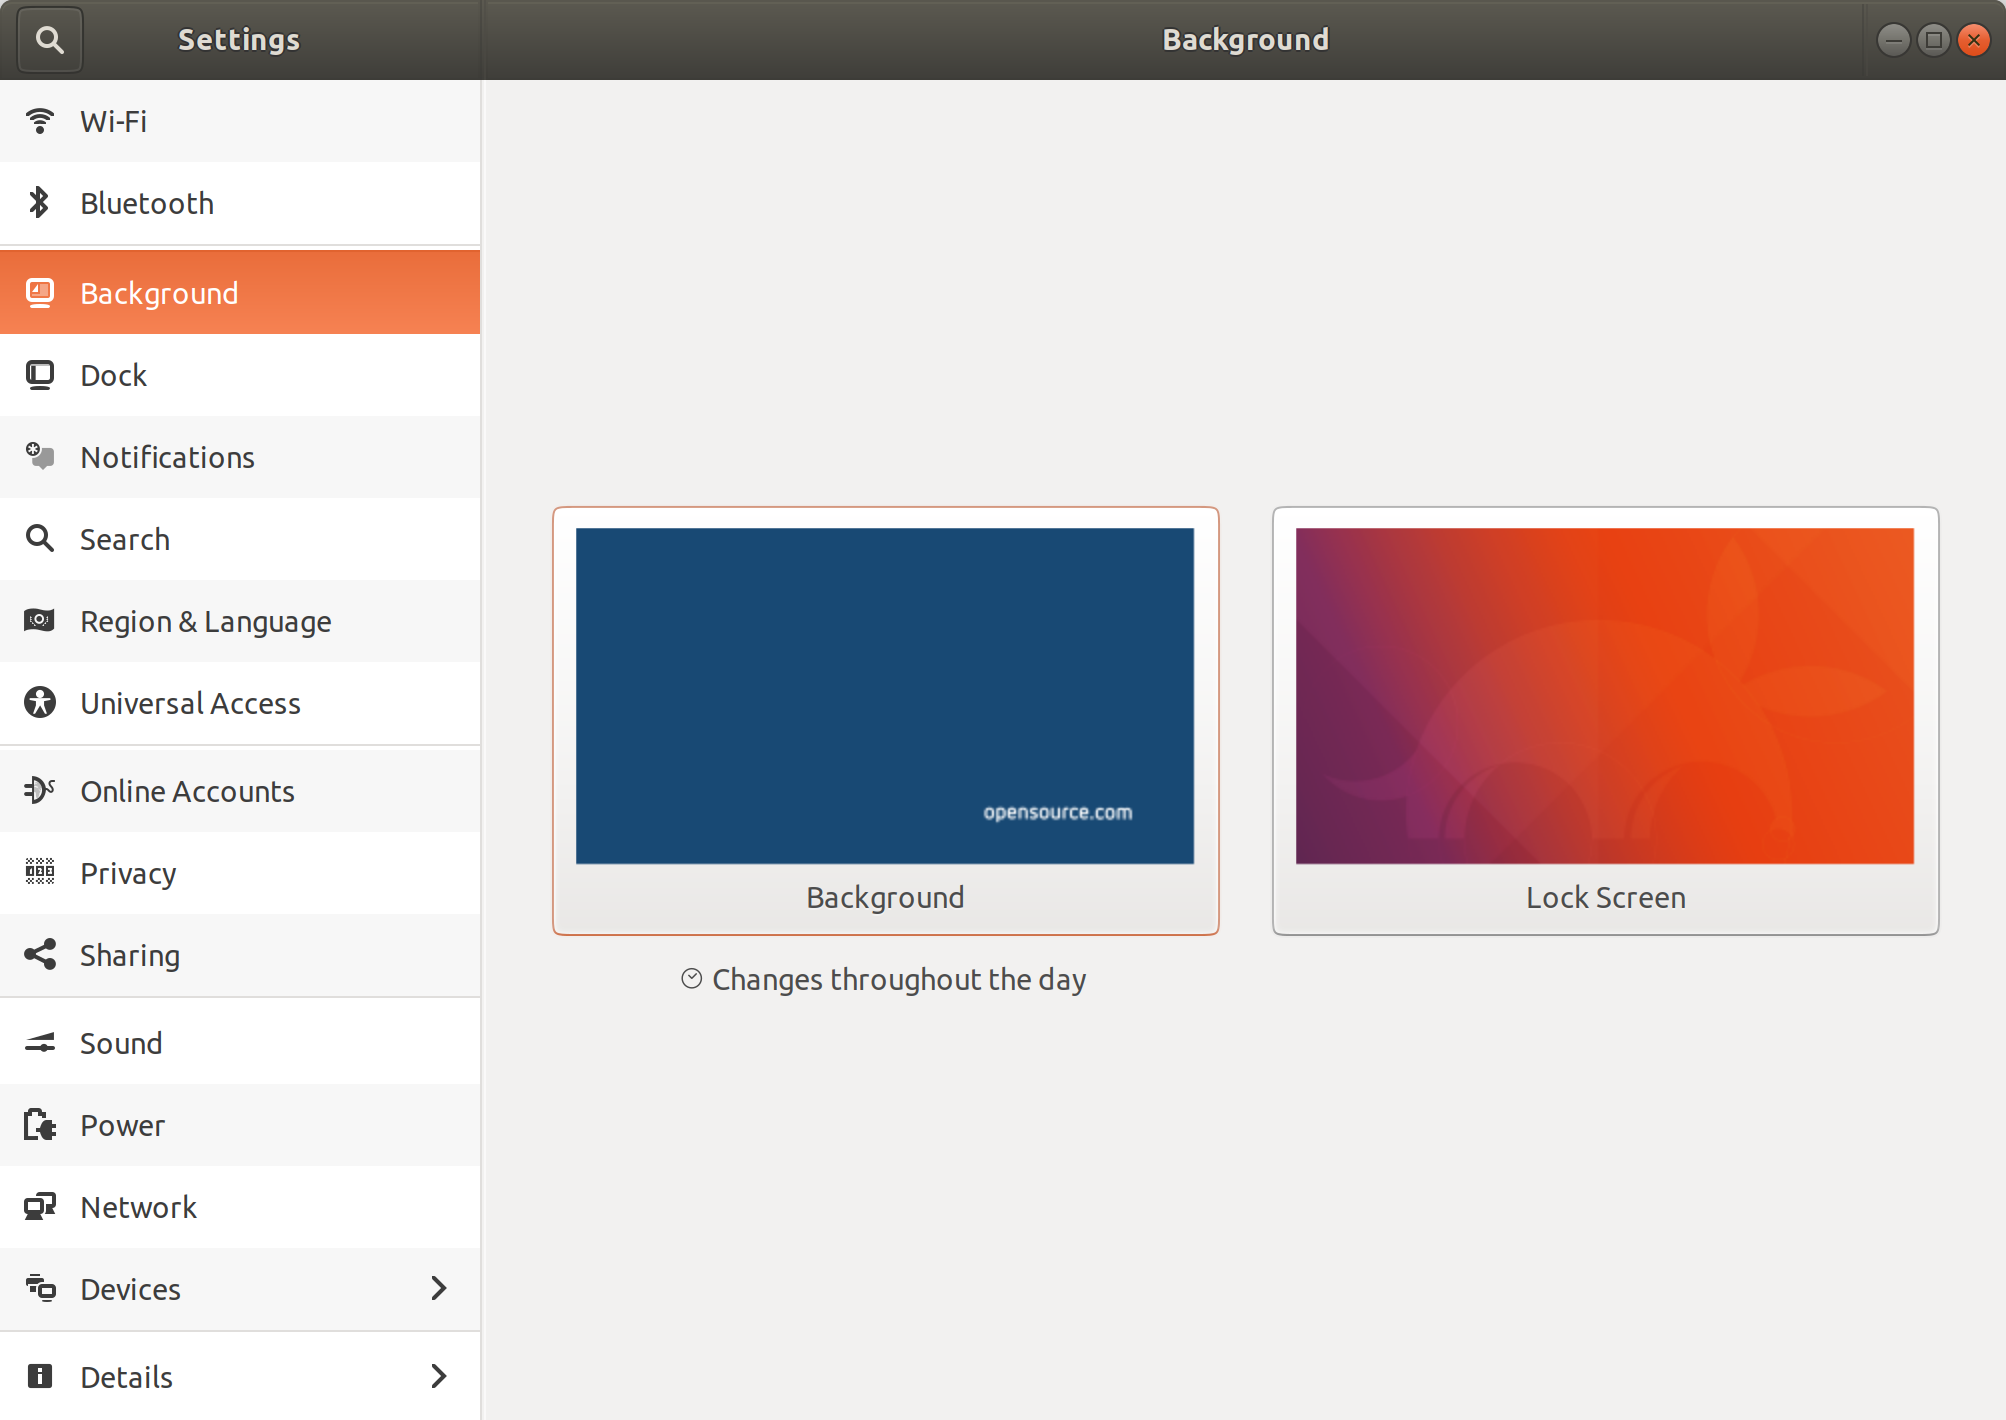 Settings
Background
Wi-Fi
Bluetooth
Background
Dock
Notifications
Search
Region & Language
Universal Access
Online Accounts
Privacy
Sharing
Sound
Power
Network
Devices
Details
opensource.com
Background
Lock Screen
Changes throughout the day